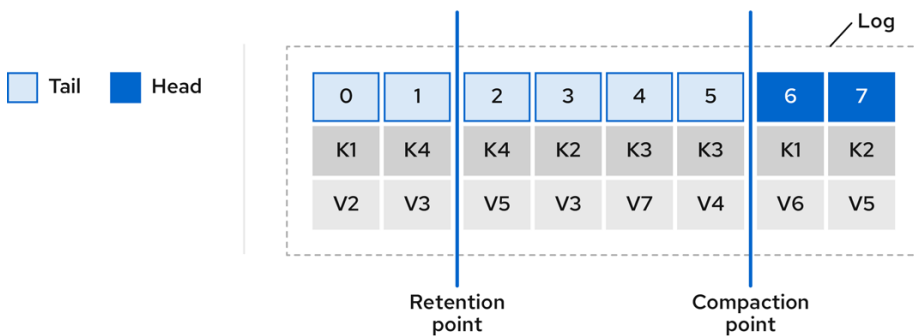 Log
Tail Head
0 1 2 3 4 5 6 7
K1 K4 K4 K2 K3 K3 K1 K2
V2 V3 V5 V3 V7 V4 V6 V5
Retention
point
Compaction
point